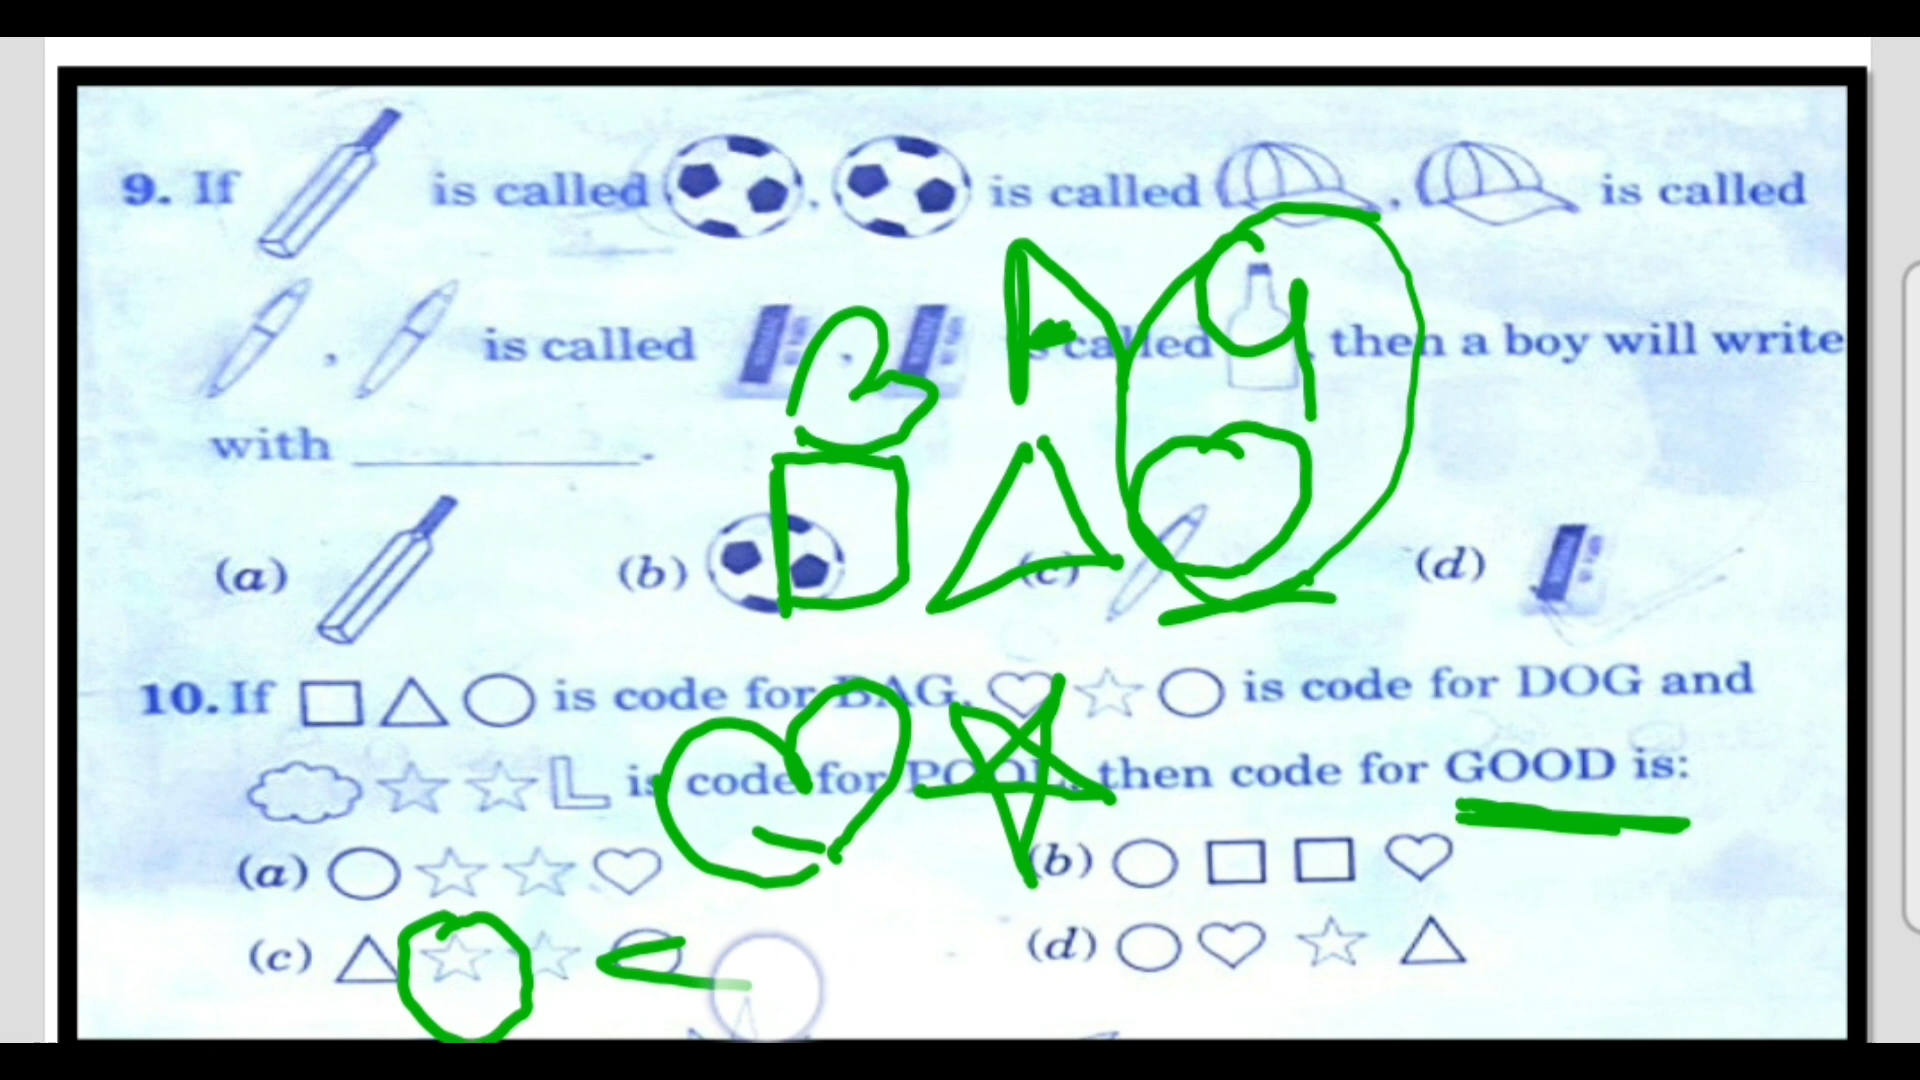 9. If is called , is called , is called
, is called , called , then a boy will write
with ____________.
(a) (b) (c) (d)
10. If is code for BAG, is code for DOG and
L is code for POOL, then code for GOOD is:
(a) (b)
(c) (d)